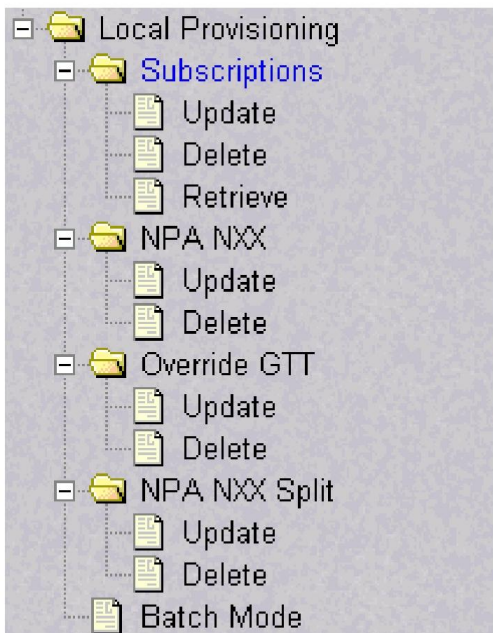 Local Provisioning
Subscriptions
Update
Delete
Retrieve
NPA NXX
Update
Delete
Override GTT
Update
Delete
NPA NXX Split
Update
Delete
Batch Mode